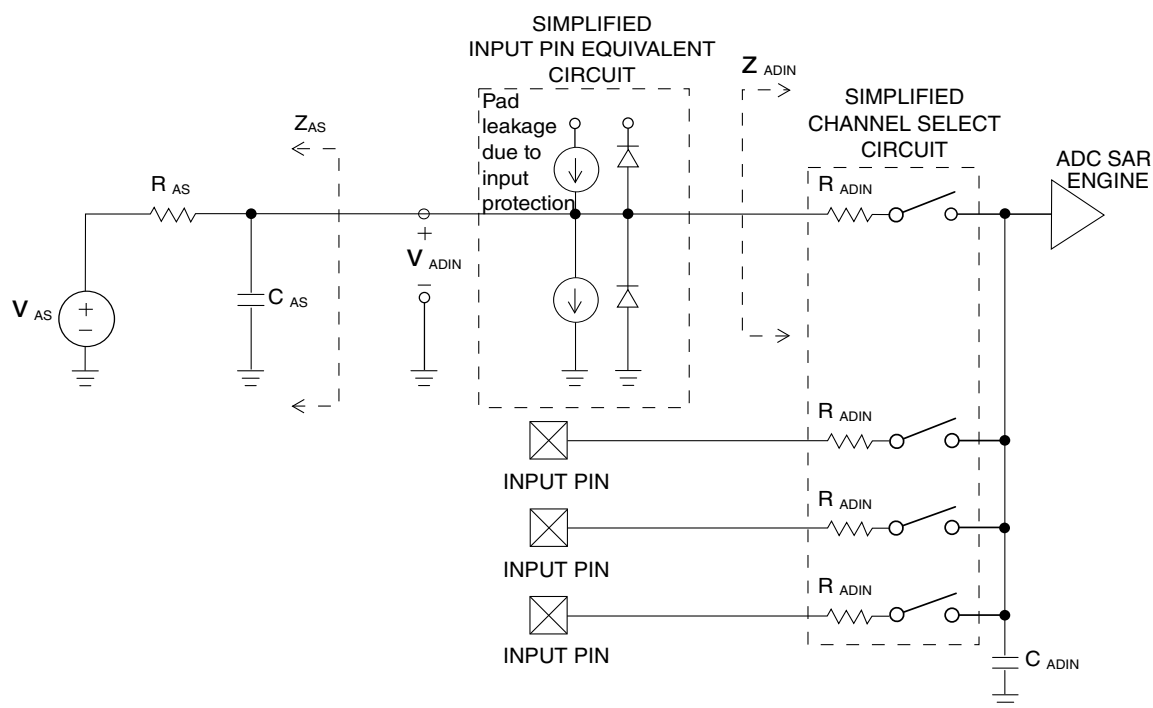 SIMPLIFIED
INPUT PIN EQUIVALENT
CIRCUIT
Z ADIN
SIMPLIFIED
CHANNEL SELECT
CIRCUIT
Pad
leakage
due to
input
protection
ZAS
ADC SAR
ENGINE
R AS
R ADIN
+
V ADIN
–
C AS
V AS
+
–
R ADIN
INPUT PIN
R ADIN
INPUT PIN
R ADIN
INPUT PIN
C ADIN